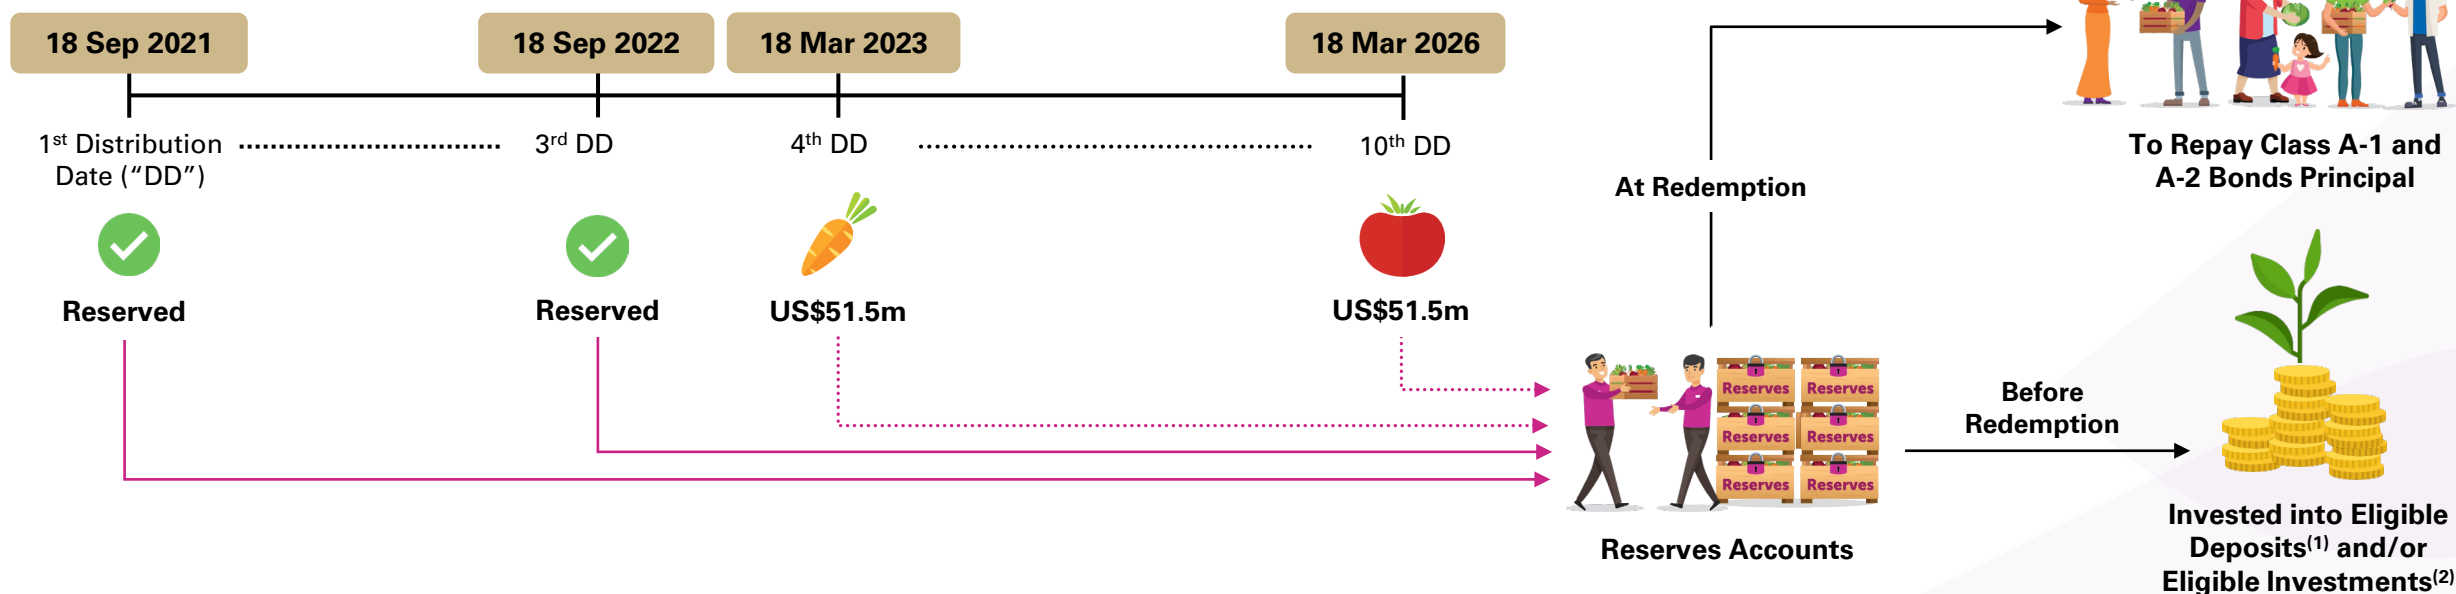 18 Sep 2021
18 Sep 2022
18 Mar 2023
18 Mar 2026
1st Distribution
Date (“DD”)
3rd DD
4th DD
10th DD
Reserved
Reserved
US$51.5m
US$51.5m
At Redemption
To Repay Class A-1 and
A-2 Bonds Principal
Reserves
Reserves
Reserves
Reserves
Reserves
Reserves
Reserves Accounts
Before
Redemption
Invested into Eligible
Deposits(1) and/or
Eligible Investments(2)